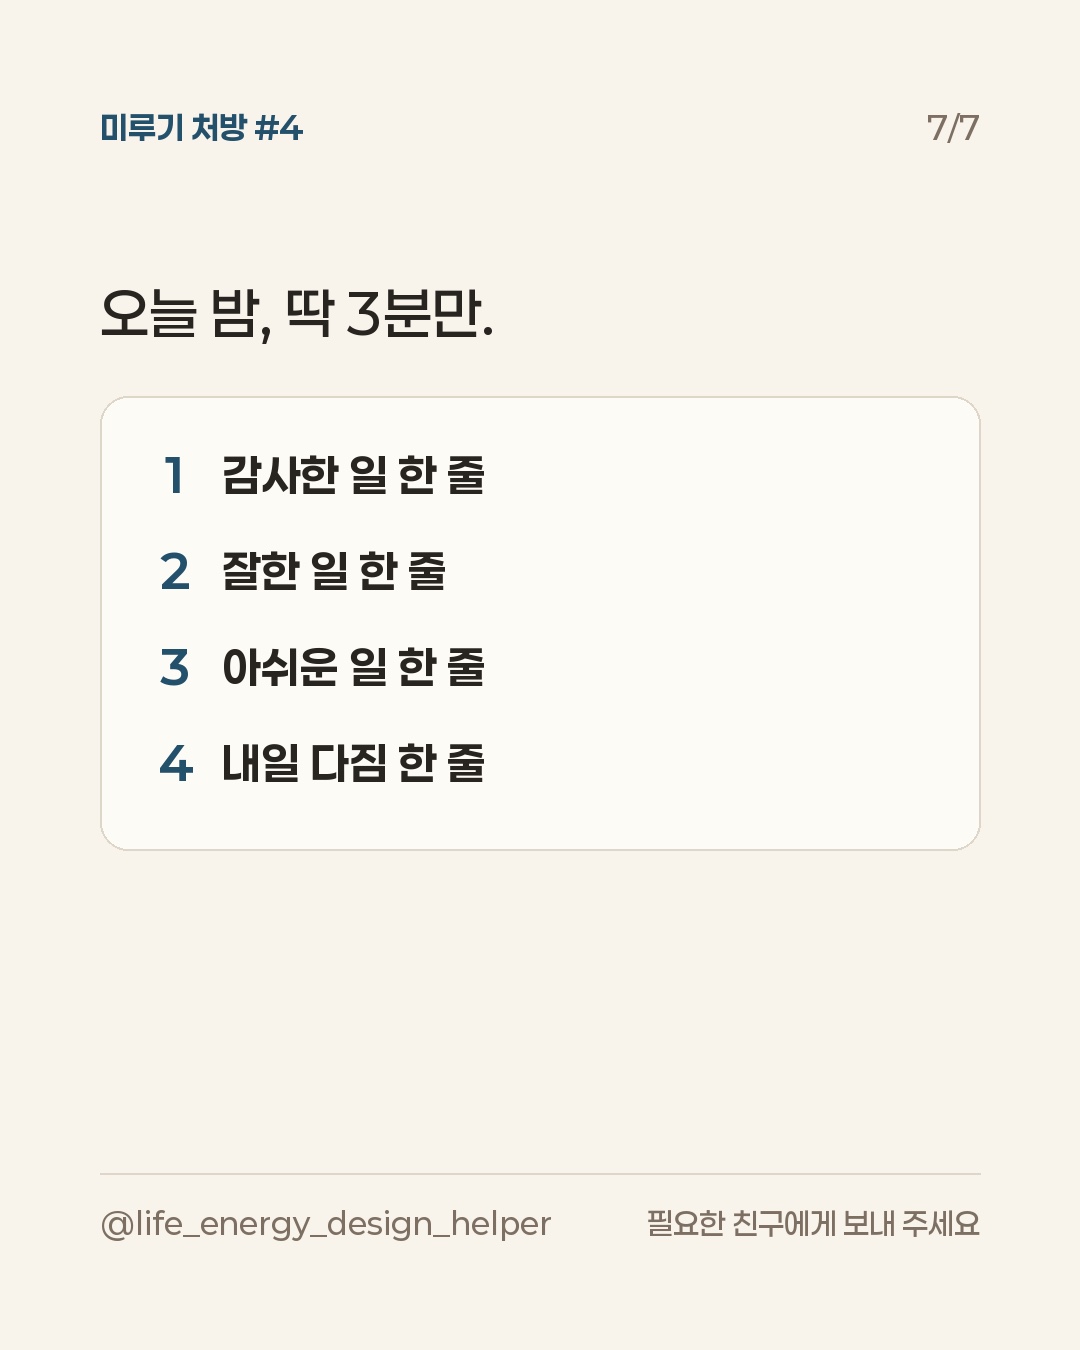 미루기 처방 #4
7/7
오늘 밤, 딱 3분만.
1 감사한 일 한 줄
2 잘한 일 한 줄
3 아쉬운 일 한 줄
4 내일 다짐 한 줄
@life_energy_design_helper
필요한 친구에게 보내 주세요